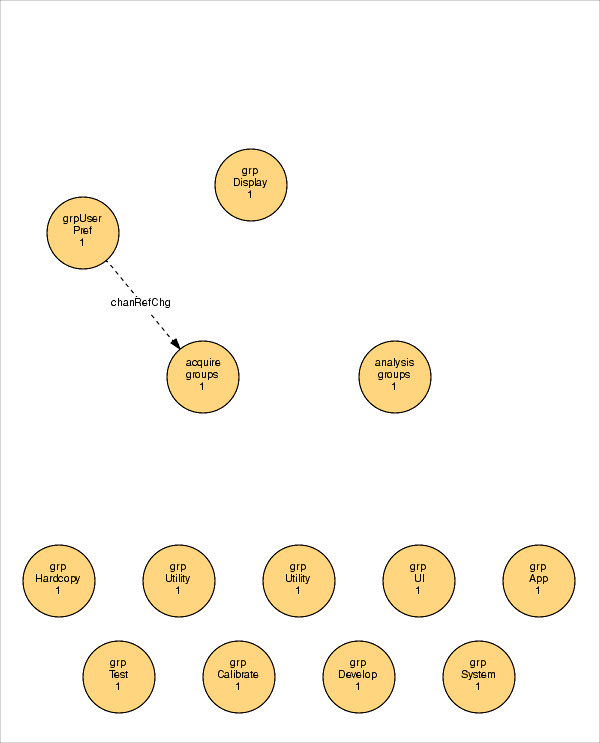 grp
Display
1
grpUser
Pref
1
chanRefChg
acquire
groups
1
analysis
groups
1
grp
Hardcopy
1
grp
Utility
1
grp
Utility
1
grp
UI
1
grp
App
1
grp
Test
1
grp
Calibrate
1
grp
Develop
1
grp
System
1